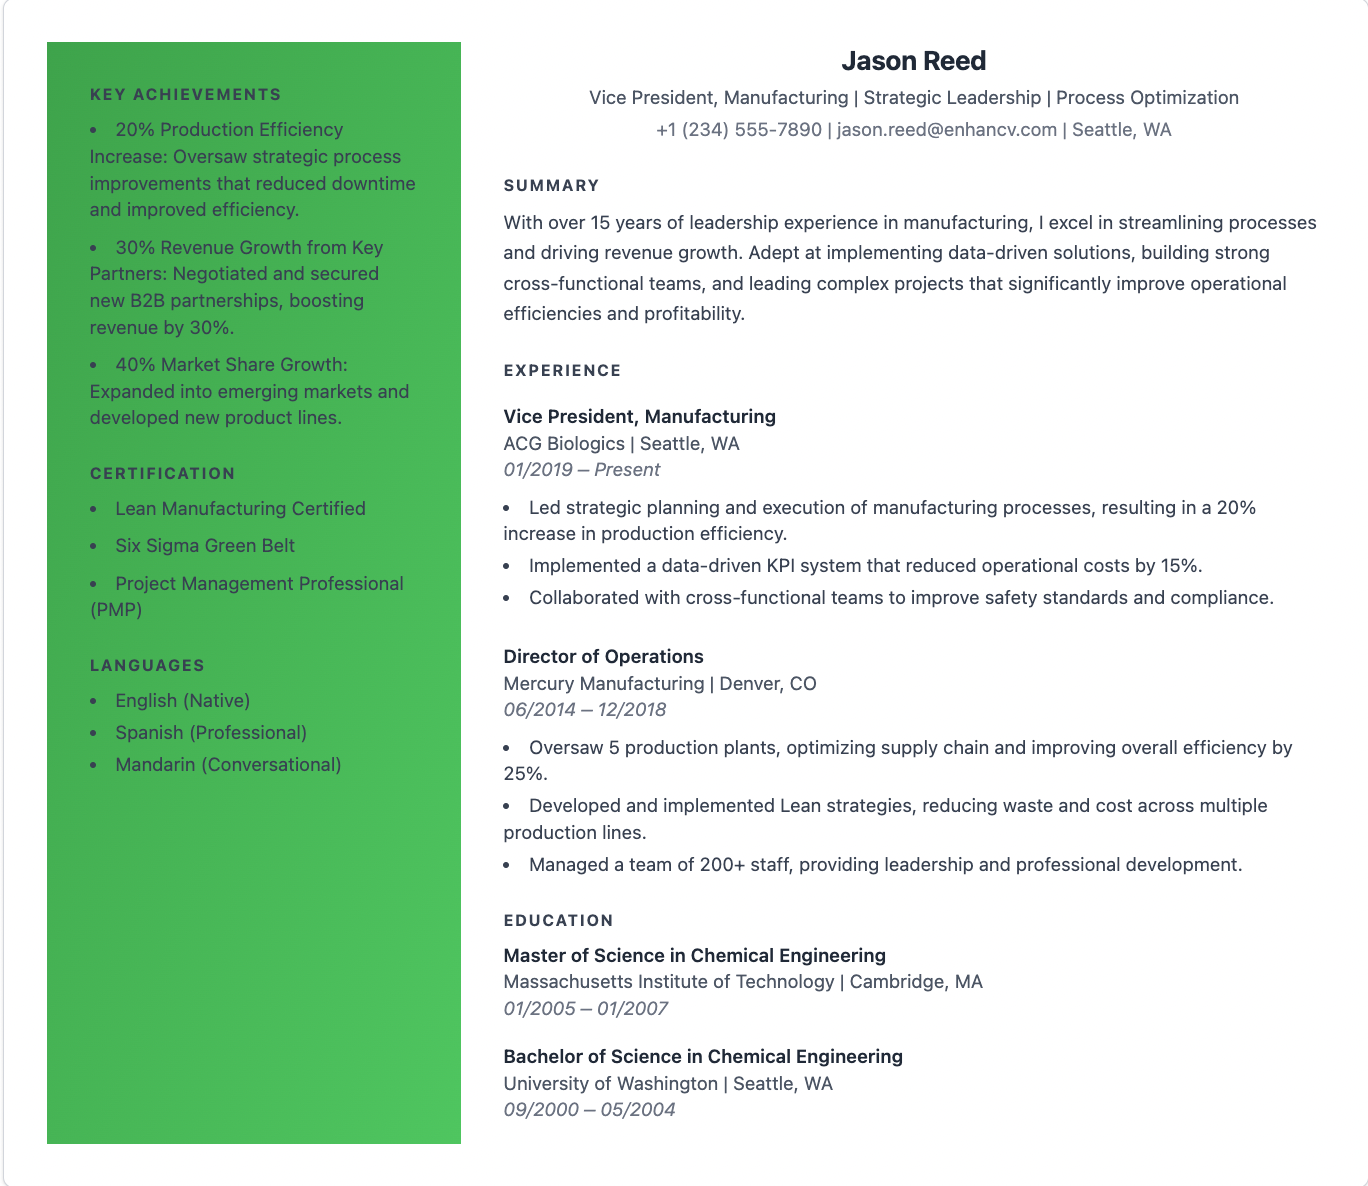 KEY ACHIEVEMENTS
• 20% Production Efficiency
Increase: Oversaw strategic process
improvements that reduced downtime
and improved efficiency.
• 30% Revenue Growth from Key
Partners: Negotiated and secured
new B2B partnerships, boosting
revenue by 30%.
• 40% Market Share Growth:
Expanded into emerging markets and
developed new product lines.
CERTIFICATION
• Lean Manufacturing Certified
• Six Sigma Green Belt
• Project Management Professional
(PMP)
LANGUAGES
• English (Native)
• Spanish (Professional)
• Mandarin (Conversational)
Jason Reed
Vice President, Manufacturing | Strategic Leadership | Process Optimization
+1 (234) 555-7890 | jason.reed@enhancv.com | Seattle, WA
SUMMARY
With over 15 years of leadership experience in manufacturing, I excel in streamlining processes
and driving revenue growth. Adept at implementing data-driven solutions, building strong
cross-functional teams, and leading complex projects that significantly improve operational
efficiencies and profitability.
EXPERIENCE
Vice President, Manufacturing
ACG Biologics | Seattle, WA
01/2019 – Present
• Led strategic planning and execution of manufacturing processes, resulting in a 20%
increase in production efficiency.
• Implemented a data-driven KPI system that reduced operational costs by 15%.
• Collaborated with cross-functional teams to improve safety standards and compliance.
Director of Operations
Mercury Manufacturing | Denver, CO
06/2014 – 12/2018
• Oversaw 5 production plants, optimizing supply chain and improving overall efficiency by
25%.
• Developed and implemented Lean strategies, reducing waste and cost across multiple
production lines.
• Managed a team of 200+ staff, providing leadership and professional development.
EDUCATION
Master of Science in Chemical Engineering
Massachusetts Institute of Technology | Cambridge, MA
01/2005 – 01/2007
Bachelor of Science in Chemical Engineering
University of Washington | Seattle, WA
09/2000 – 05/2004